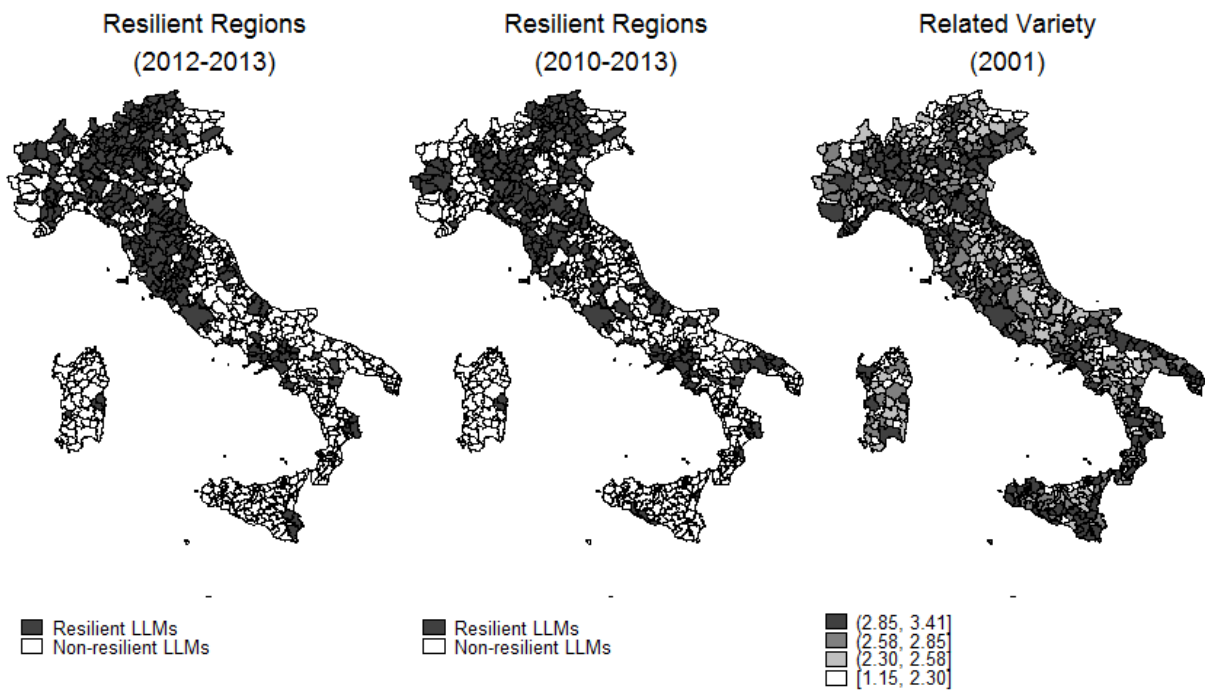 Resilient Regions
(2012-2013)
Resilient Regions
(2010-2013)
Related Variety
(2001)
Resilient LLMs
Non-resilient LLMs
Resilient LLMs
Non-resilient LLMs
(2.85, 3.41]
(2.58, 2.85]
(2.30, 2.58]
[1.15, 2.30]